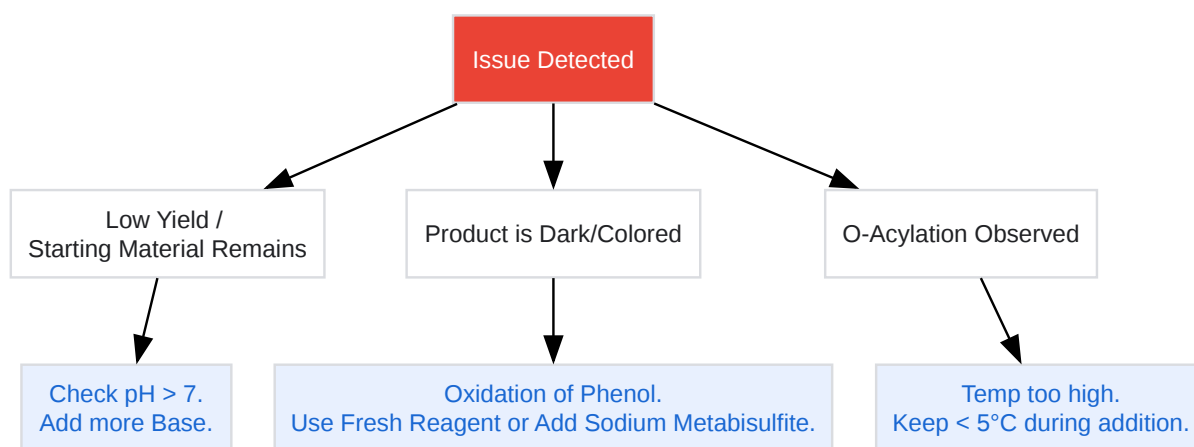 Issue Detected
Low Yield /
Starting Material Remains
Product is Dark/Colored
O-Acylation Observed
Check pH > 7.
Add more Base.
Oxidation of Phenol.
Use Fresh Reagent or Add Sodium Metabisulfite.
Temp too high.
Keep < 5°C during addition.